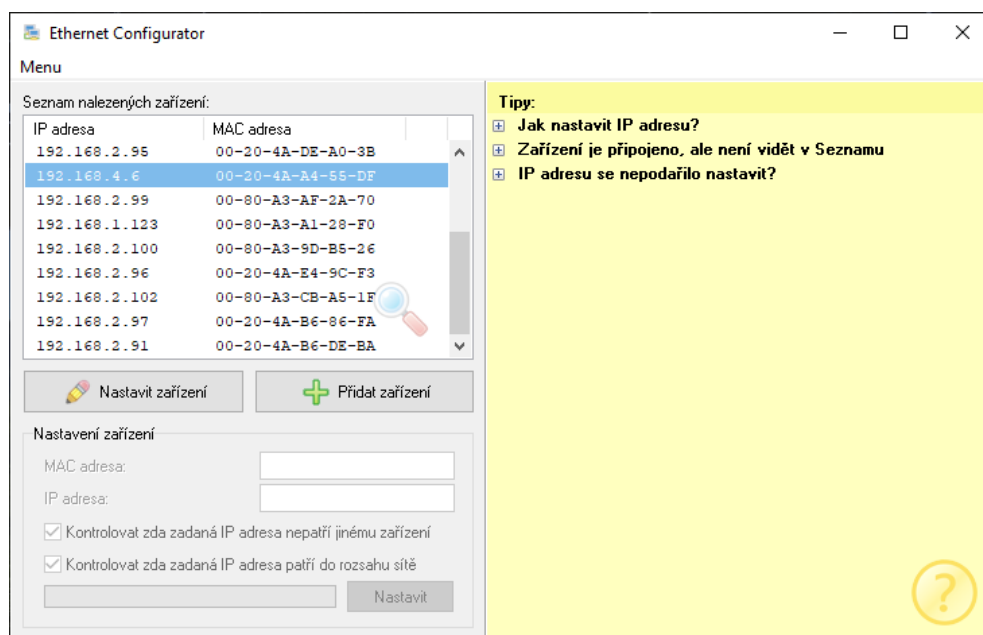 Ethernet Configurator
Menu
Seznam nalezených zařízení:
IP adresa MAC adresa
192.168.2.95 00-20-4A-DE-A0-3B
192.168.4.6 00-20-4A-A4-55-DF
192.168.2.99 00-80-A3-AF-2A-70
192.168.1.123 00-80-A3-A1-28-F0
192.168.2.100 00-80-A3-9D-B5-26
192.168.2.96 00-20-4A-E4-9C-F3
192.168.2.102 00-80-A3-CB-A5-1F
192.168.2.97 00-20-4A-B6-86-FA
192.168.2.91 00-20-4A-B6-DE-BA
Nastavit zařízení
Přidat zařízení
Nastavení zařízení
MAC adresa:
IP adresa:
Kontrolovat zda zadaná IP adresa nepatří jinému zařízení
Kontrolovat zda zadaná IP adresa patří do rozsahu sítě
Nastavit
Tipy:
Jak nastavit IP adresu?
Zařízení je připojeno, ale není vidět v Seznamu
IP adresu se nepodařilo nastavit?
?